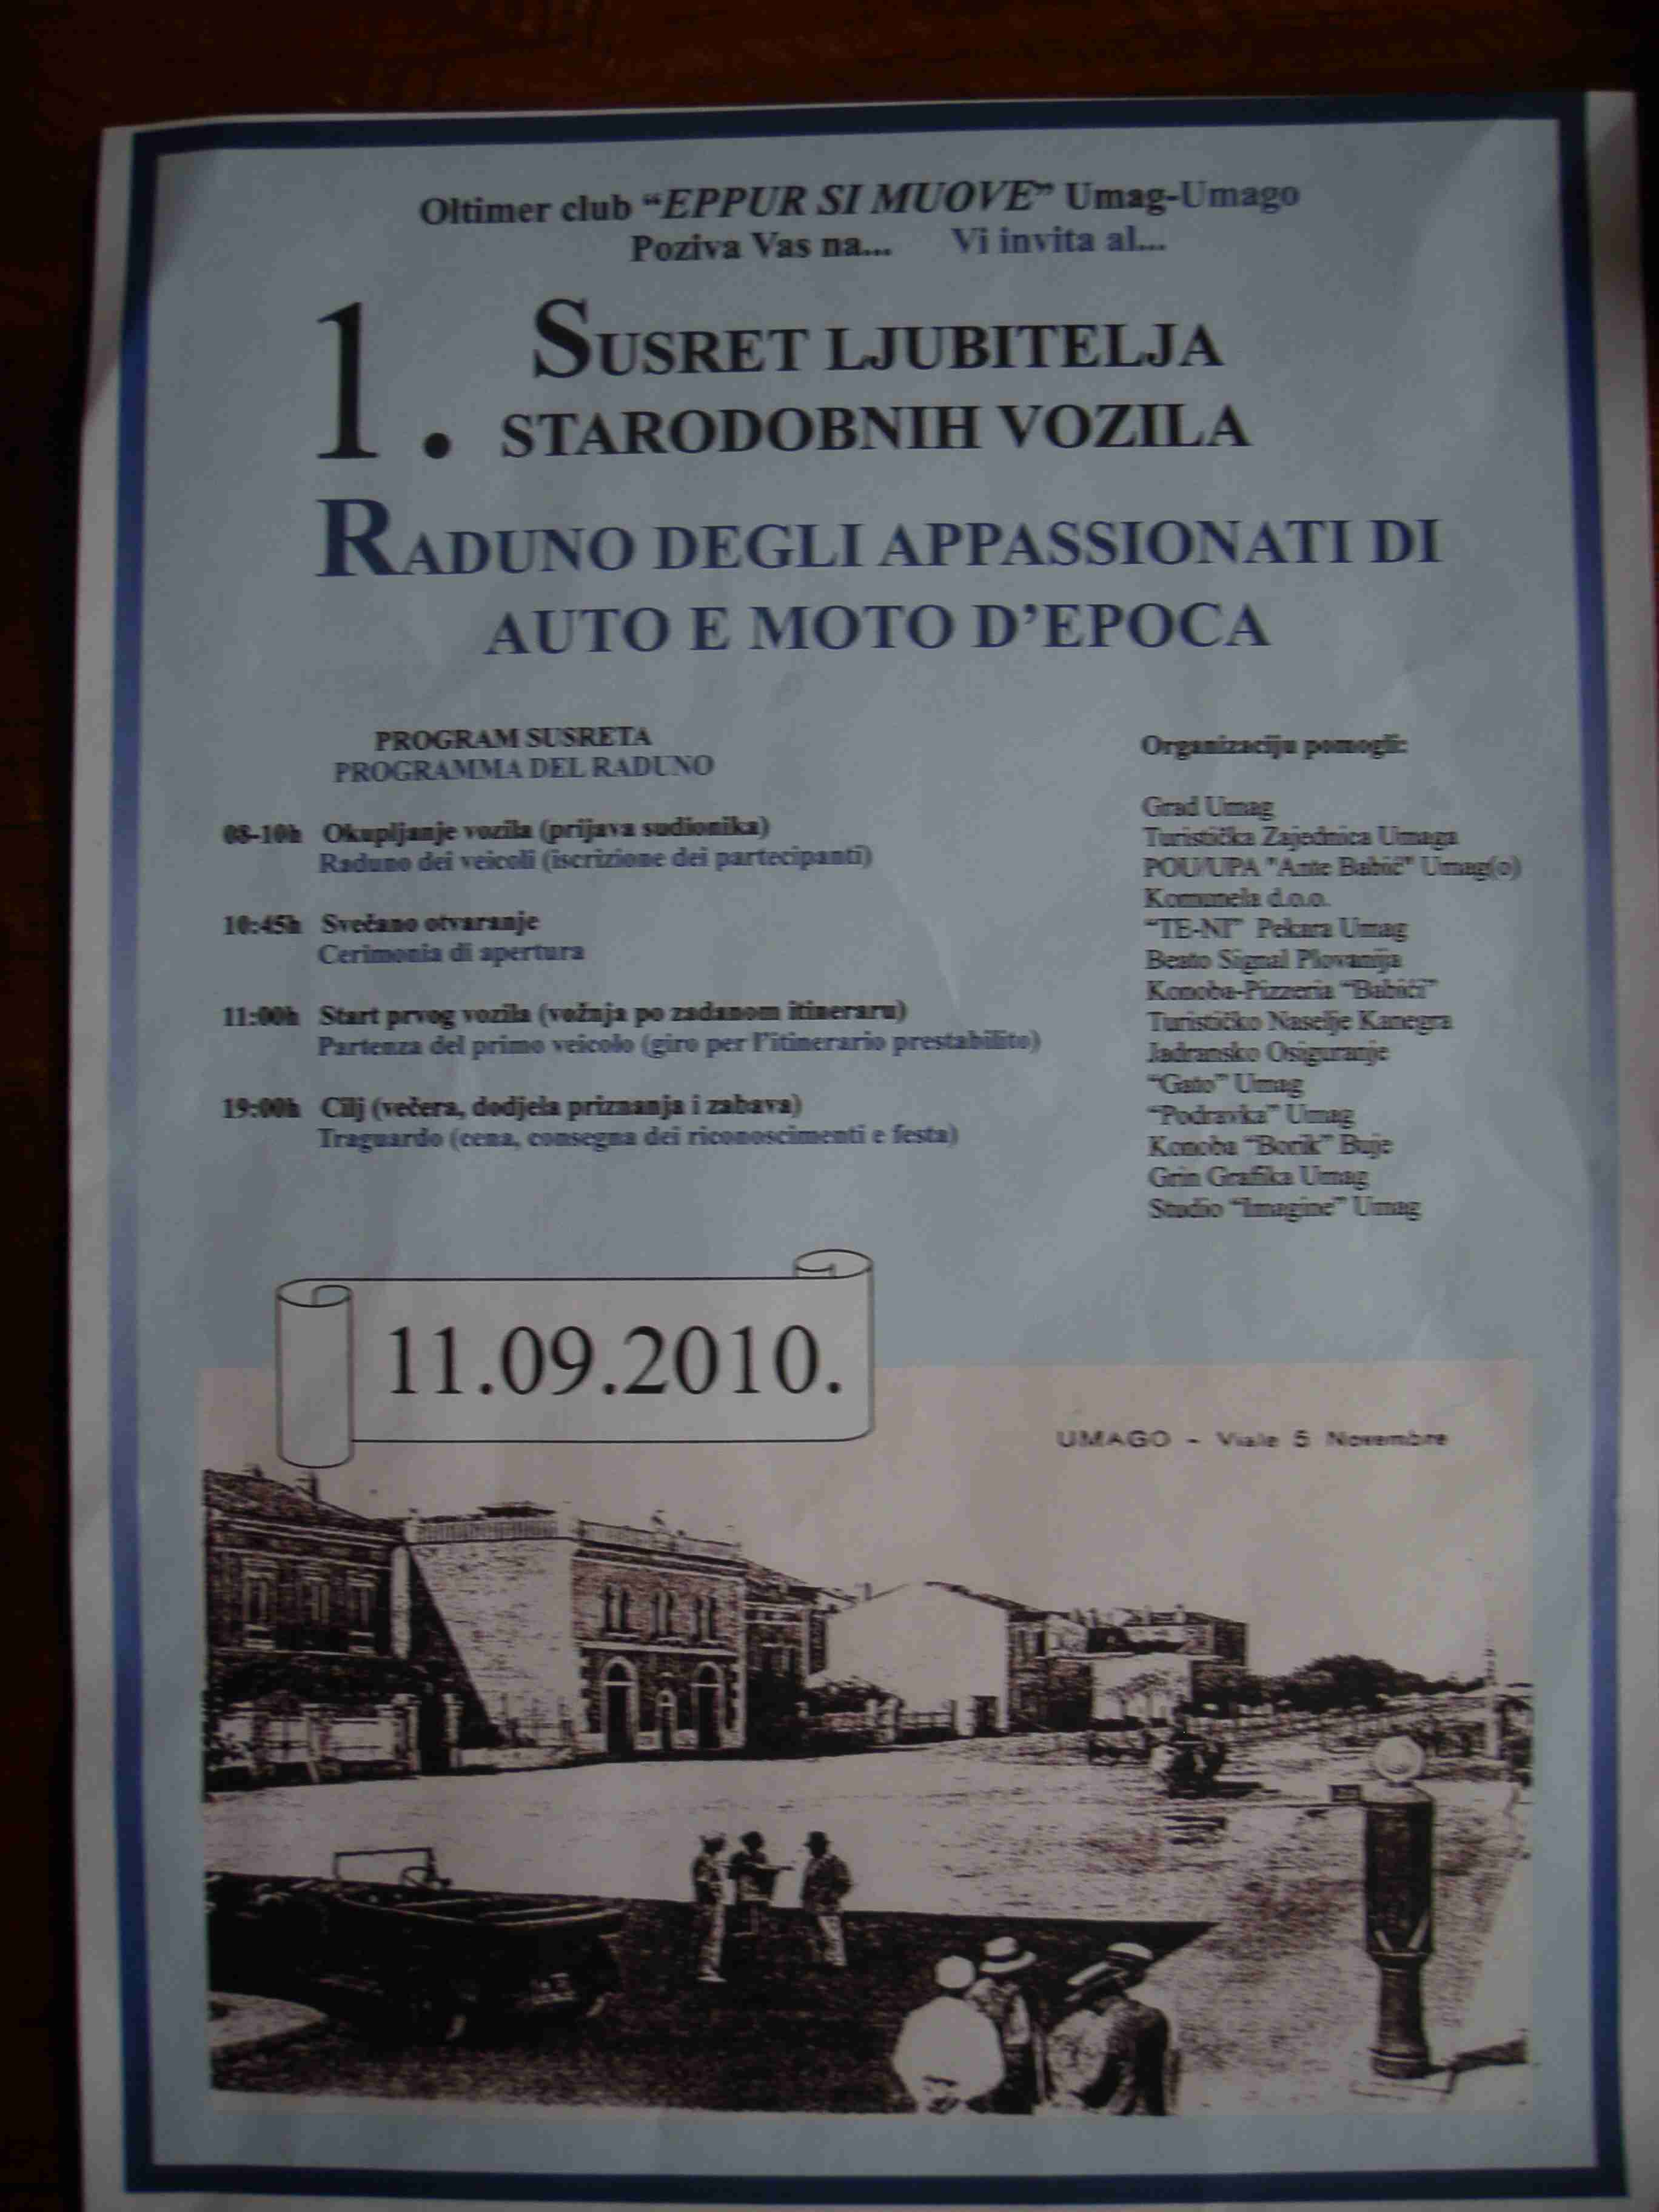 Oltimer club “EPPUR SI MUOVE” Umag-Umago
Poziva Vas na... Vi invita al...
1. SUSRET LJUBITELJA
STARODOBNIH VOZILA
RADUNO DEGLI APPASSIONATI DI
AUTO E MOTO D’EPOCA
PROGRAM SUSRETA
PROGRAMMA DEL RADUNO
08-10h Okupljanje vozila (prijava sudionika)
Raduno dei veicoli (iscrizione dei partecipanti)
10:45h Svečano otvaranje
Cerimonia di apertura
11:00h Start prvog vozila (vožnja po zadanom itineraru)
Partenza del primo veicolo (giro per l’itinerario prestabilito)
19:00h Cilj (večera, dodjela priznanja i zabava)
Traguardo (cena, consegna dei riconoscimenti e festa)
Organizaciju pomogli:
Grad Umag
Turistička Zajednica Umaga
POU/UPA "Ante Babić" Umag(o)
Komunela d.o.o.
“TE-NI” Pekara Umag
Beato Signal Plovanija
Konoba-Pizzeria “Babići”
Turističko Naselje Kanegra
Jadransko Osiguranje
“Gato” Umag
“Podravka” Umag
Konoba “Borik” Buje
Grin Grafika Umag
Studio “Imagine” Umag
11.09.2010.
UMAGO - Viale 5 Novembre